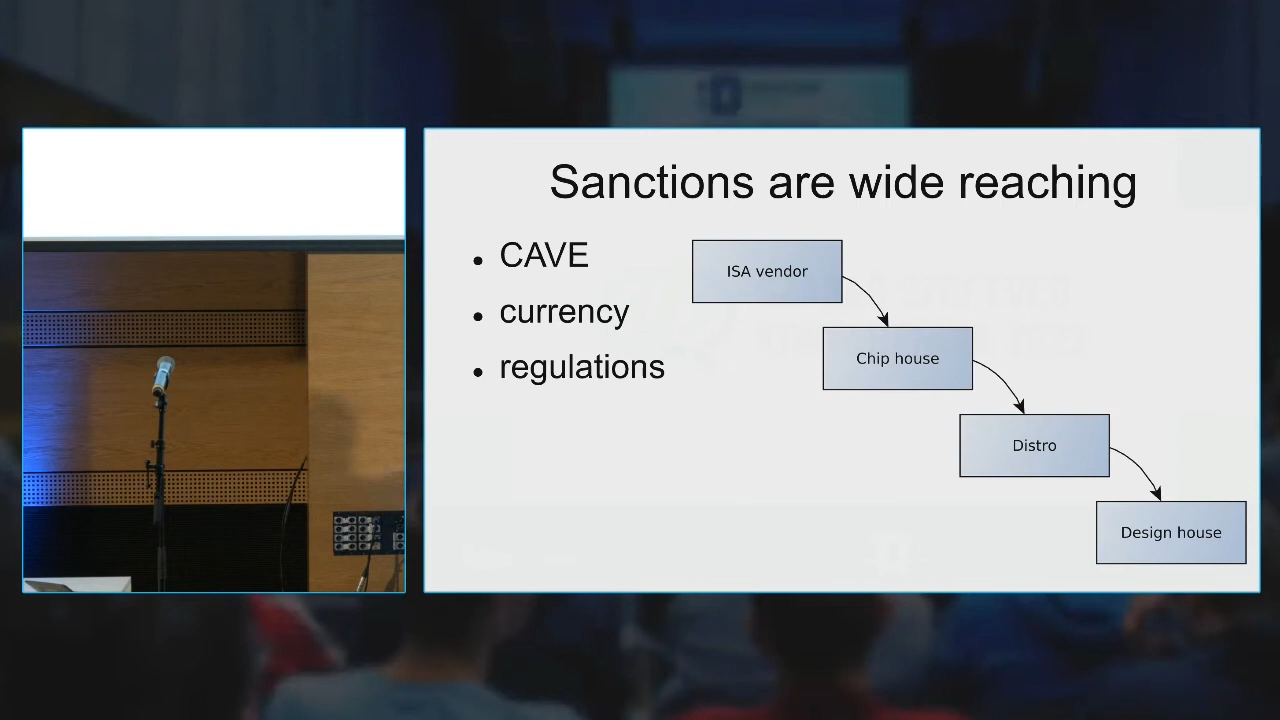 Sanctions are wide reaching
CAVE
currency
regulations
ISA vendor
Chip house
Distro
Design house